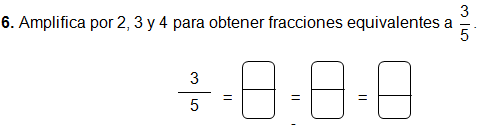 6. Amplifica por 2, 3 y 4 para obtener fracciones equivalentes a 3/5.
3/5 = = =